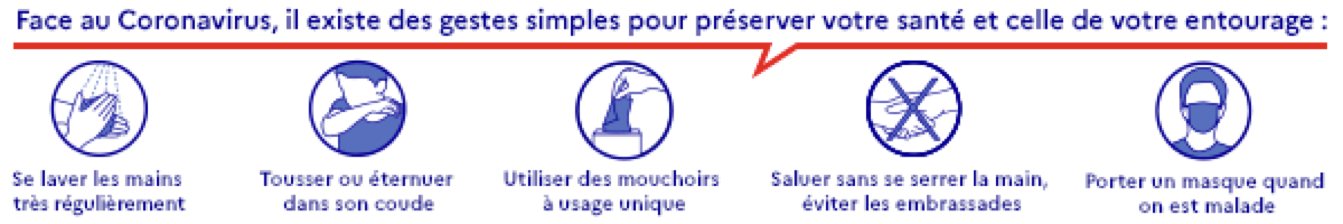 Face au Coronavirus, il existe des gestes simples pour préserver votre santé et celle de votre entourage :
Se laver les mains
très régulièrement
Tousser ou éternuer
dans son coude
Utiliser des mouchoirs
à usage unique
Saluer sans se serrer la main,
éviter les embrassades
Porter un masque quand
on est malade